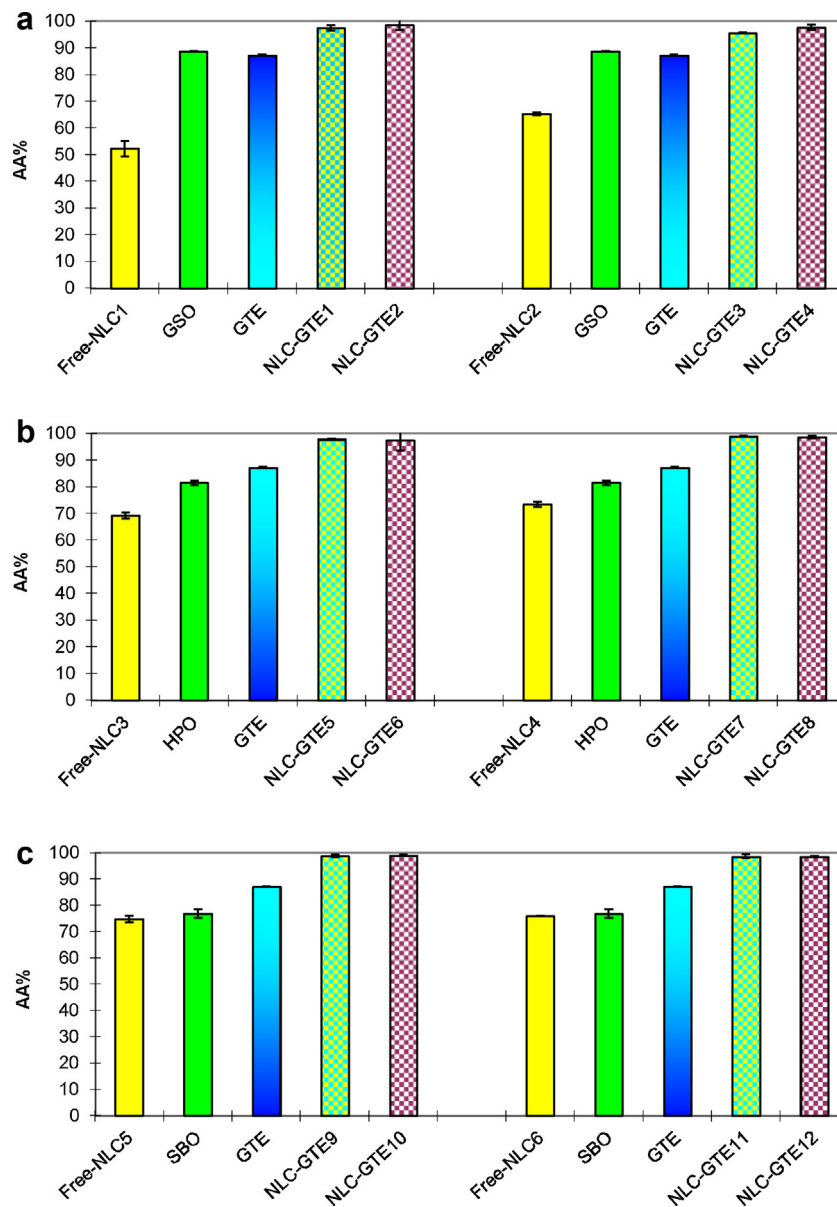 a
100
90
80
70
60
50
40
30
20
10
0
AA%
Free-NLC1
GSO
GTE
NLC-GTE1
NLC-GTE2
Free-NLC2
GSO
GTE
NLC-GTE3
NLC-GTE4
b
100
90
80
70
60
50
40
30
20
10
0
AA%
Free-NLC3
HPO
GTE
NLC-GTE5
NLC-GTE6
Free-NLC4
HPO
GTE
NLC-GTE7
NLC-GTE8
c
100
90
80
70
60
50
40
30
20
10
0
AA%
Free-NLC5
SBO
GTE
NLC-GTE9
NLC-GTE10
Free-NLC6
SBO
GTE
NLC-GTE11
NLC-GTE12